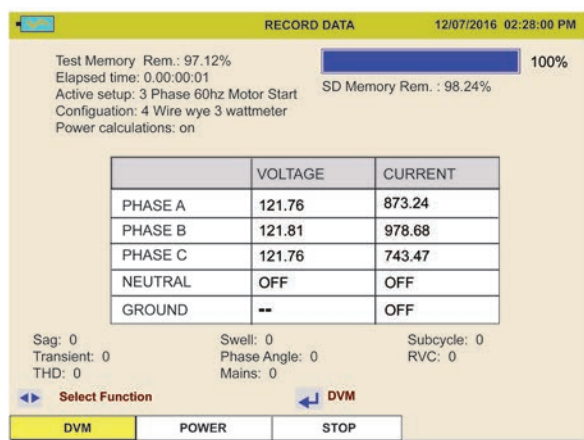 RECORD DATA 12/07/2016 02:28:00 PM
Test Memory Rem.: 97.12%
100%
Elapsed time: 0.00:00:01
SD Memory Rem. : 98.24%
Active setup: 3 Phase 60hz Motor Start
Configuation: 4 Wire wye 3 wattmeter
Power calculations: on
VOLTAGE CURRENT
PHASE A 121.76 873.24
PHASE B 121.81 978.68
PHASE C 121.76 743.47
NEUTRAL OFF OFF
GROUND -- OFF
Sag: 0 Swell: 0 Subcycle: 0
Transient: 0 Phase Angle: 0 RVC: 0
THD: 0 Mains: 0
Select Function DVM
DVM POWER STOP